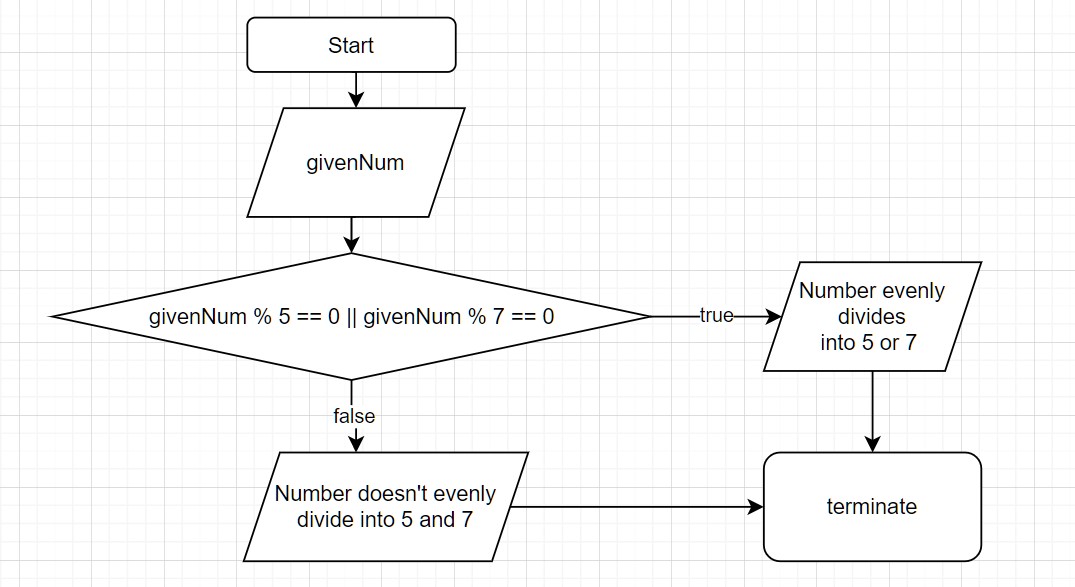 Start
givenNum
givenNum % 5 == 0 || givenNum % 7 == 0
true
Number evenly
divides
into 5 or 7
false
Number doesn't evenly
divide into 5 and 7
terminate